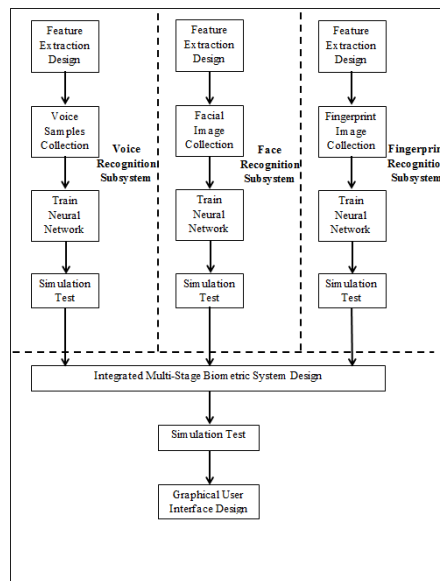 Feature
Extraction
Design
Voice
Samples
Collection
Train
Neural
Network
Simulation
Test
Voice
Recognition
Subsystem
Feature
Extraction
Design
Facial
Image
Collection
Train
Neural
Network
Simulation
Test
Face
Recognition
Subsystem
Feature
Extraction
Design
Fingerprint
Image
Collection
Train
Neural
Network
Simulation
Test
Fingerprint
Recognition
Subsystem
Integrated Multi-Stage Biometric System Design
Simulation Test
Graphical User
Interface Design